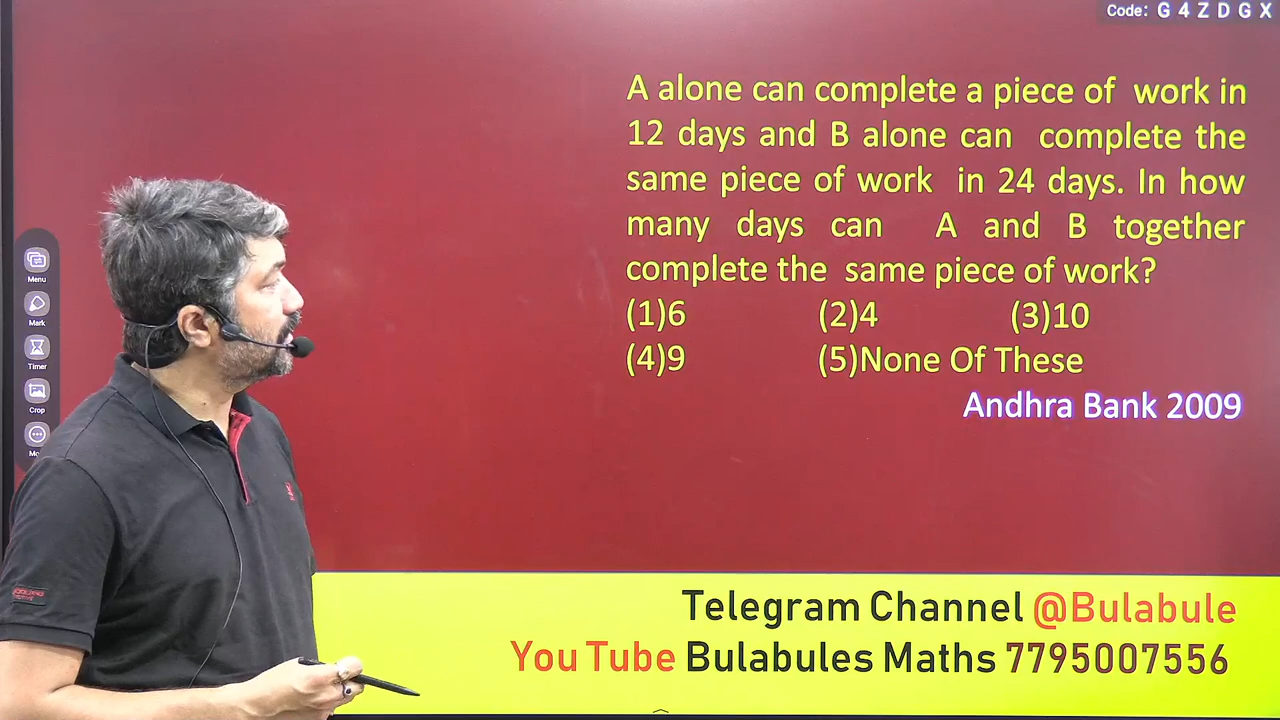 Code: G 4 Z D G X
A alone can complete a piece of work in
12 days and B alone can complete the
same piece of work in 24 days. In how
many days can A and B together
complete the same piece of work?
(1)6 (2)4 (3)10
(4)9 (5)None Of These
Andhra Bank 2009
Menu
Mark
Timer
Crop
Telegram Channel @Bulabule
You Tube Bulabules Maths 7795007556